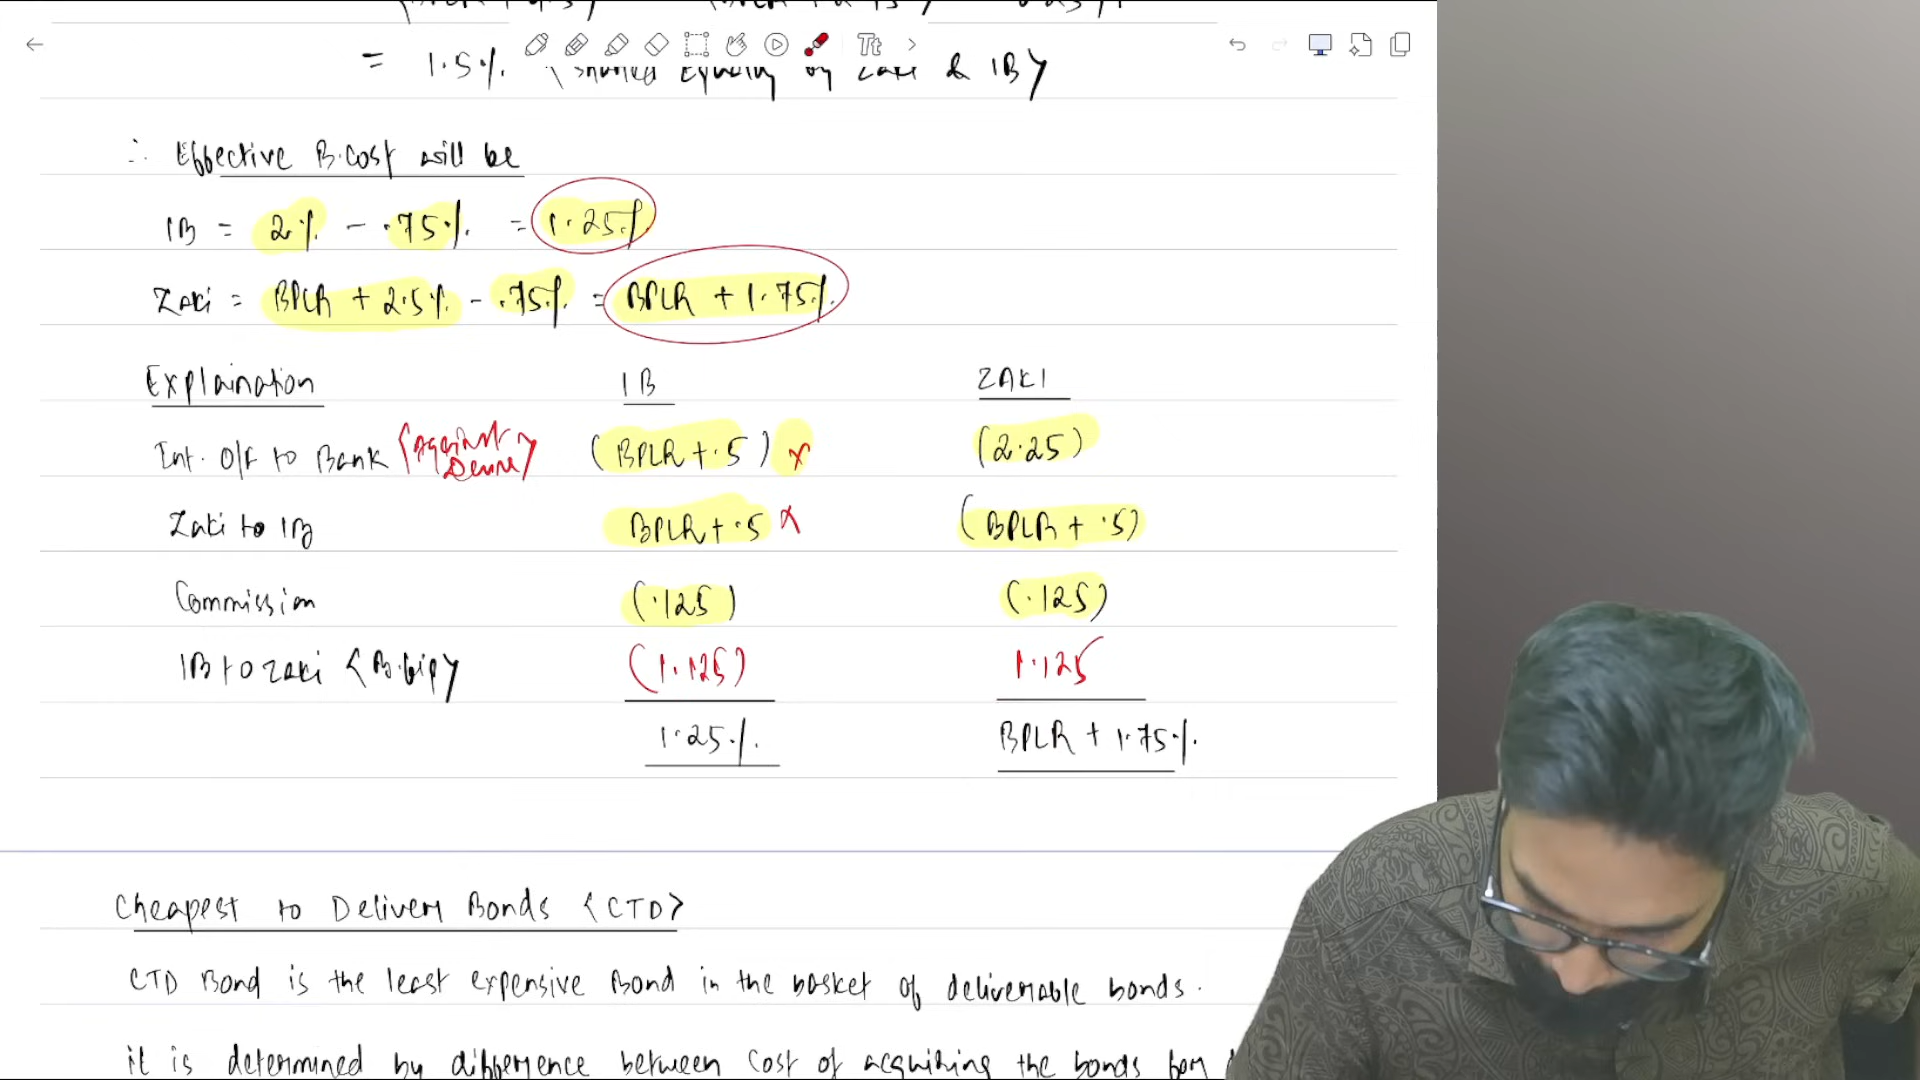 = 1.5% Equally by Zaki & IB>
∴ Effective B.cost will be
IB = 2% - .75% = 1.25%
Zaki = BPLR + 2.5% - .75% = BPLR + 1.75%
Explaination IB ZAKI
Int. O/F to Bank <Against Desire> (BPLR + .5) x (2.25)
Zaki to IB BPLR + .5 x (BPLR + .5)
Commission (.125) (.125)
IB to Zaki (1.125) 1.125
1.25% BPLR + 1.75%
Cheapest to Deliver Bonds <CTD>
CTD Bond is the least expensive Bond in the basket of deliverable bonds.
it is determined by difference between Cost of acquiring the bonds for